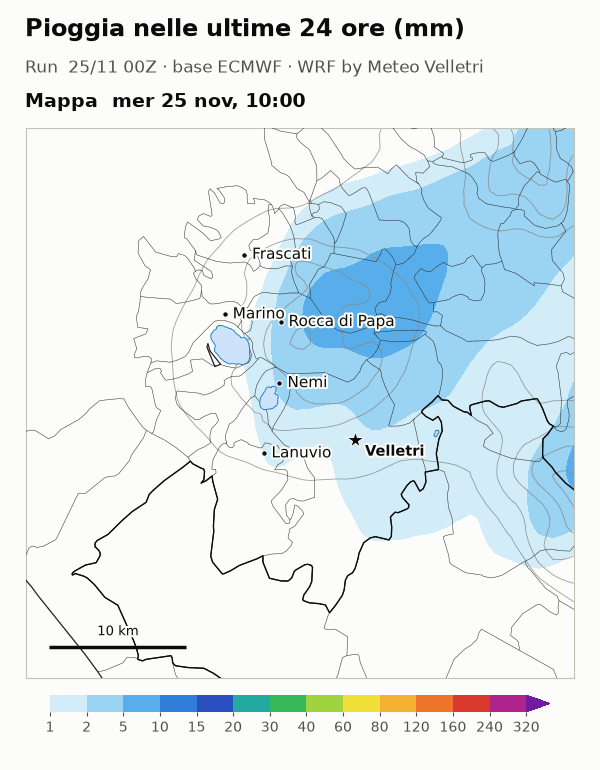 Pioggia nelle ultime 24 ore (mm)
Run  25/11 00Z · base ECMWF · WRF by Meteo Velletri
Mappa  mer 25 nov, 10:00
Frascati
Marino
Rocca di Papa
Nemi
Velletri
Lanuvio
10 km
1 2 5 10 15 20 30 40 60 80 120 160 240 320